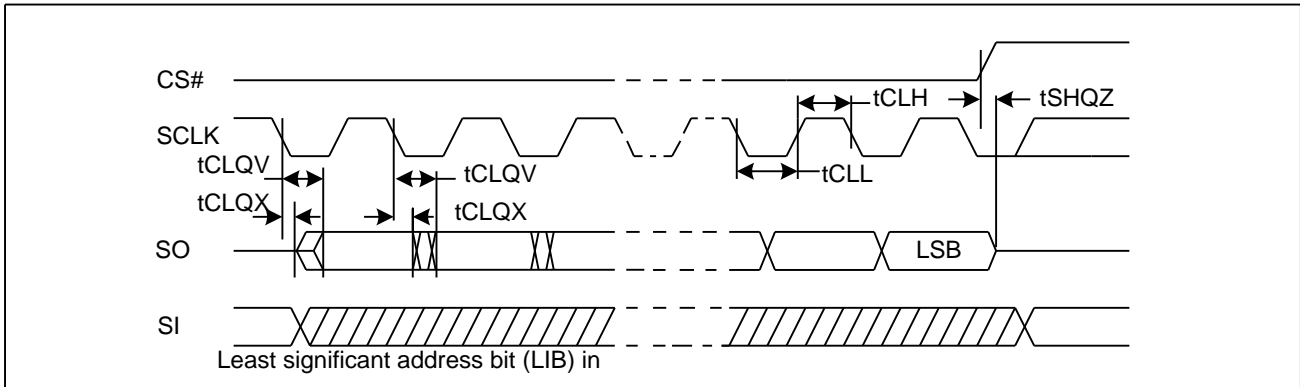 CS#
tCLH
tSHQZ
SCLK
tCLQV
tCLQV
tCLL
tCLQX
tCLQX
SO
LSB
SI
Least significant address bit (LIB) in